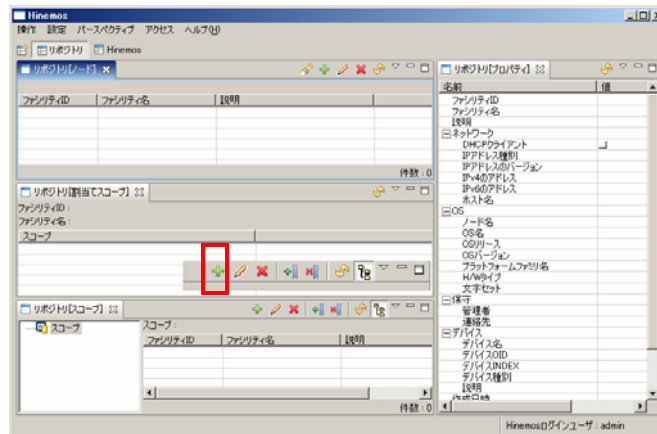 Hinemos
操作 設定 パースペクティブ アクセス ヘルプ(H)
リポジトリ Hinemos
リポジトリ[ノード]
ファシリティID ファシリティ名 説明
件数 : 0
リポジトリ[割当てスコープ]
ファシリティID :
ファシリティ名 :
スコープ
リポジトリ[スコープ]
スコープ
スコープ :
ファシリティID ファシリティ名 説明
件数 : 0
リポジトリ[プロパティ]
名前 値
ファシリティID
ファシリティ名
説明
ネットワーク
DHCPクライアント
IPアドレス種別
IPアドレスのバージョン
IPv4のアドレス
IPv6のアドレス
ホスト名
OS
ノード名
OS名
OSリリース
OSバージョン
プラットフォームファミリ名
H/Wタイプ
文字セット
保守
管理者
連絡先
デバイス
デバイス名
デバイスOID
デバイスINDEX
デバイス種別
説明
作成日時
Hinemosログインユーザ : admin